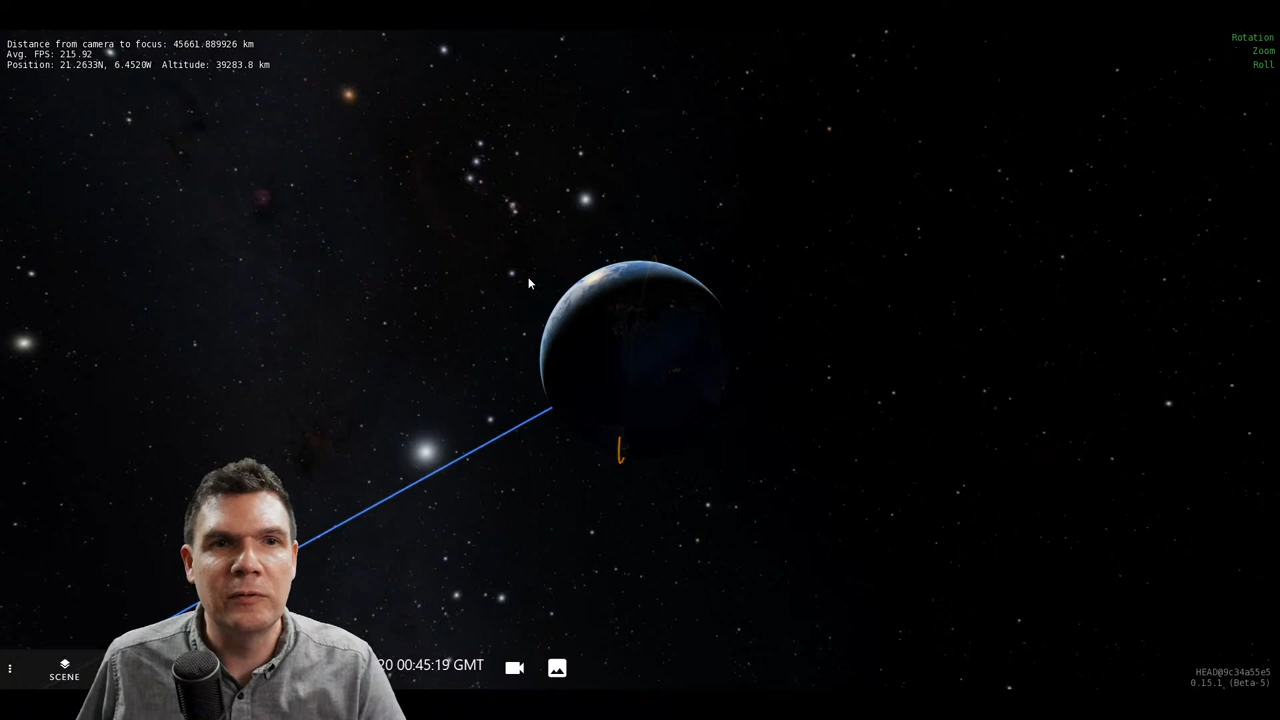 Distance from camera to focus: 45661.889926 km
Avg. FPS: 215.92
Position: 21.2633N, 6.4520W  Altitude: 39283.8 km
Rotation
Zoom
Roll
SCENE
20 00:45:19 GMT
HEAD@9c34a55e5
0.15.1 (Beta-5)